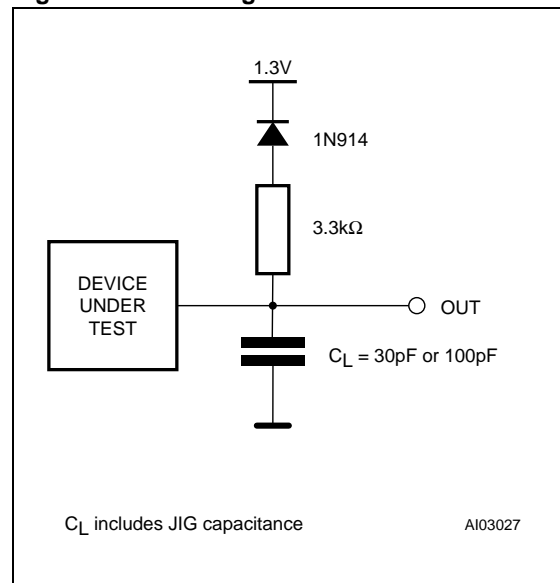 1.3V
1N914
3.3kΩ
DEVICE
UNDER
TEST
OUT
CL = 30pF or 100pF
CL includes JIG capacitance
AI03027